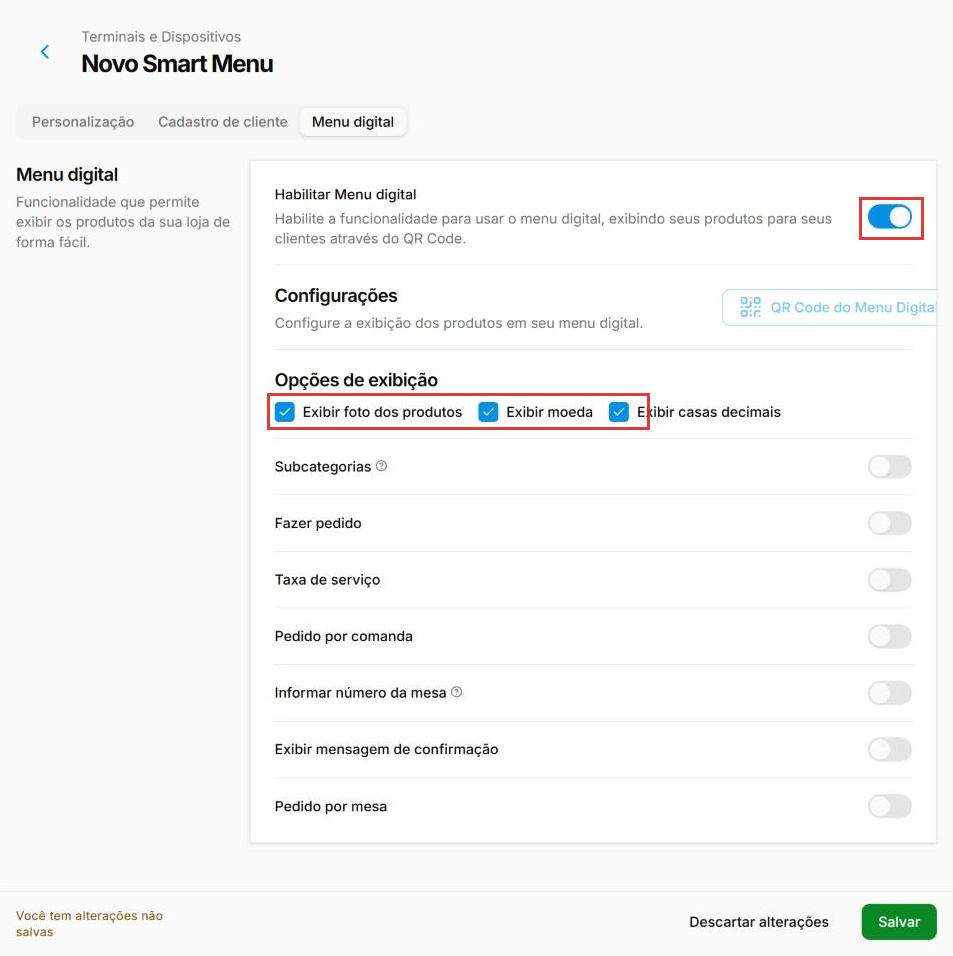 Terminais e Dispositivos
Novo Smart Menu
Personalização Cadastro de cliente Menu digital
Menu digital
Funcionalidade que permite
exibir os produtos da sua loja de
forma fácil.
Habilitar Menu digital
Habilite a funcionalidade para usar o menu digital, exibindo seus produtos para seus
clientes através do QR Code.
Configurações
Configure a exibição dos produtos em seu menu digital.
QR Code do Menu Digital
Opções de exibição
Exibir foto dos produtos Exibir moeda Exibir casas decimais
Subcategorias
Fazer pedido
Taxa de serviço
Pedido por comanda
Informar número da mesa
Exibir mensagem de confirmação
Pedido por mesa
Você tem alterações não
salvas
Descartar alterações
Salvar